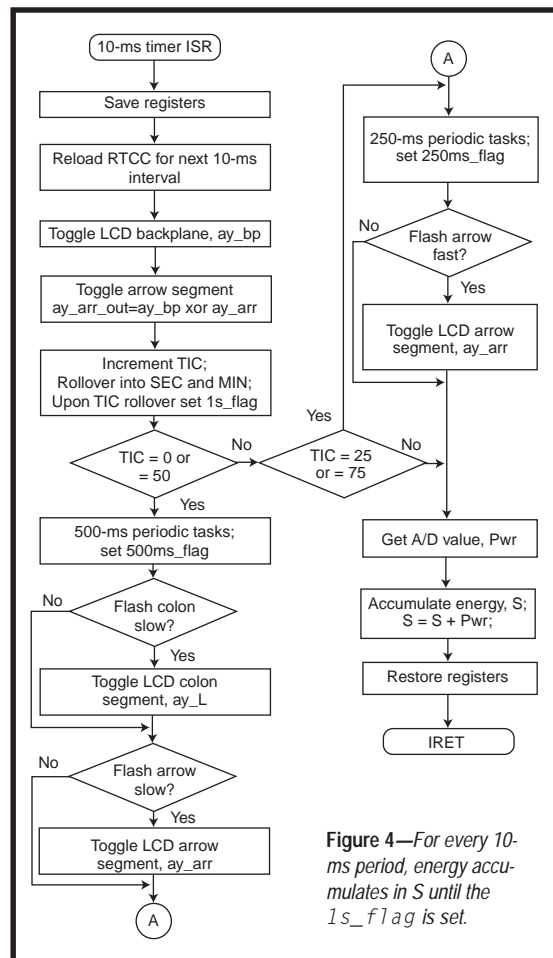 10-ms timer ISR
Save registers
Reload RTCC for next 10-ms
interval
Toggle LCD backplane, ay_bp
Toggle arrow segment
ay_arr_out=ay_bp xor ay_arr
Increment TIC;
Rollover into SEC and MIN;
Upon TIC rollover set 1s_flag
TIC = 0 or
= 50
No
Yes
500-ms periodic tasks;
set 500ms_flag
Flash colon
slow?
No
Yes
Toggle LCD colon
segment, ay_L
Flash arrow
slow?
No
Yes
Toggle LCD arrow
segment, ay_arr
A
TIC = 25
or = 75
Yes
No
A
250-ms periodic tasks;
set 250ms_flag
Flash arrow
fast?
No
Yes
Toggle LCD arrow
segment, ay_arr
Get A/D value, Pwr
Accumulate energy, S;
S = S + Pwr;
Restore registers
IRET
Figure 4—For every 10-
ms period, energy accu-
mulates in S until the
1s_flag is set.